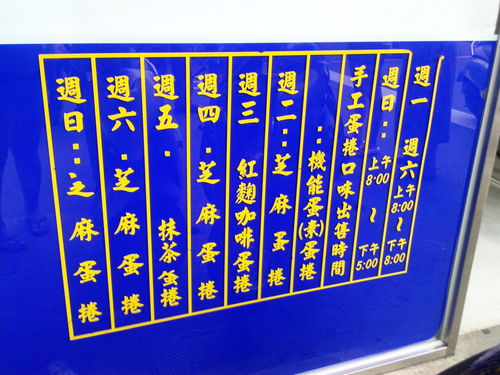 週一 週六 上午8:00~下午8:00
週日：上午8:00~下午5:00
手工蛋捲口味出售時間
：機能蛋(素)蛋捲
週二：芝麻蛋捲
週三 紅麴咖啡蛋捲
週四·芝麻蛋捲
週五·抹茶蛋捲
週六·芝麻蛋捲
週日：之麻蛋捲